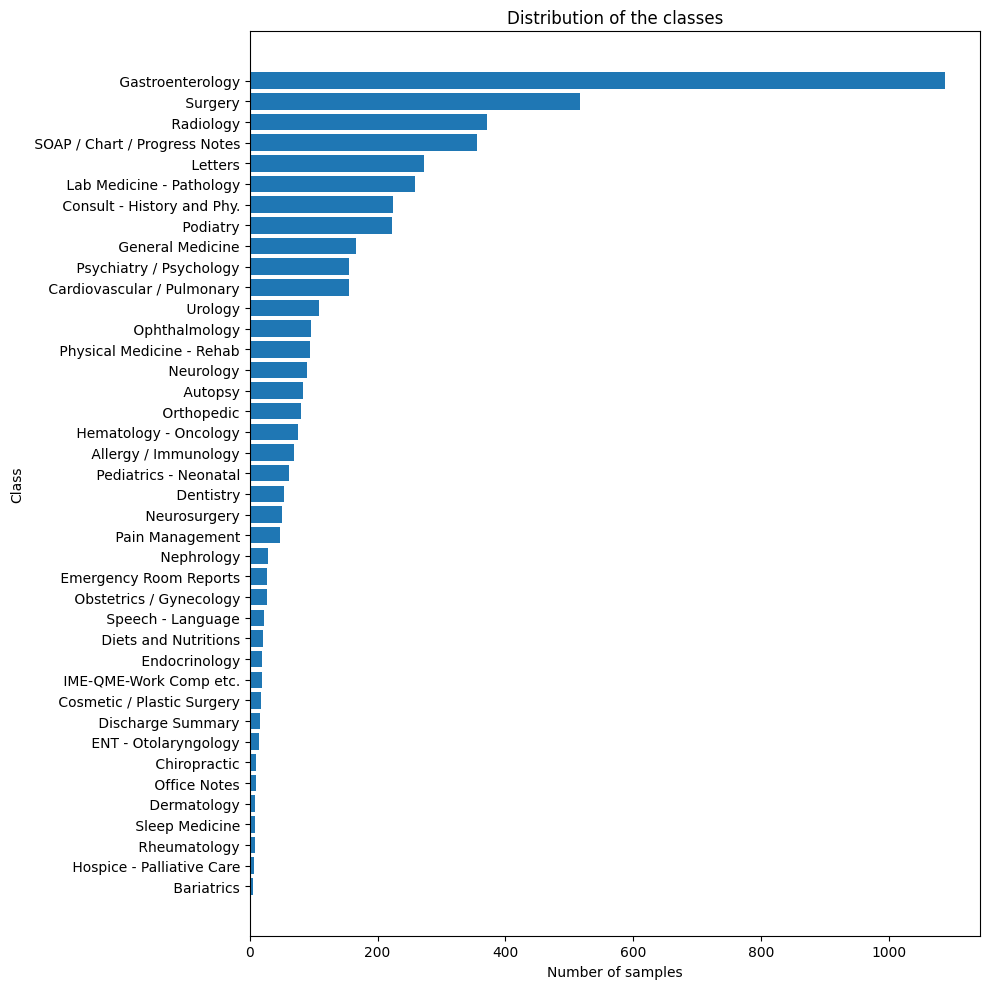 Distribution of the classes
Gastroenterology
Surgery
Radiology
SOAP / Chart / Progress Notes
Letters
Lab Medicine - Pathology
Consult - History and Phy.
Podiatry
General Medicine
Psychiatry / Psychology
Cardiovascular / Pulmonary
Urology
Ophthalmology
Physical Medicine - Rehab
Neurology
Autopsy
Orthopedic
Hematology - Oncology
Allergy / Immunology
Pediatrics - Neonatal
Dentistry
Neurosurgery
Pain Management
Nephrology
Emergency Room Reports
Obstetrics / Gynecology
Speech - Language
Diets and Nutritions
Endocrinology
IME-QME-Work Comp etc.
Cosmetic / Plastic Surgery
Discharge Summary
ENT - Otolaryngology
Chiropractic
Office Notes
Dermatology
Sleep Medicine
Rheumatology
Hospice - Palliative Care
Bariatrics
Class
0 200 400 600 800 1000
Number of samples